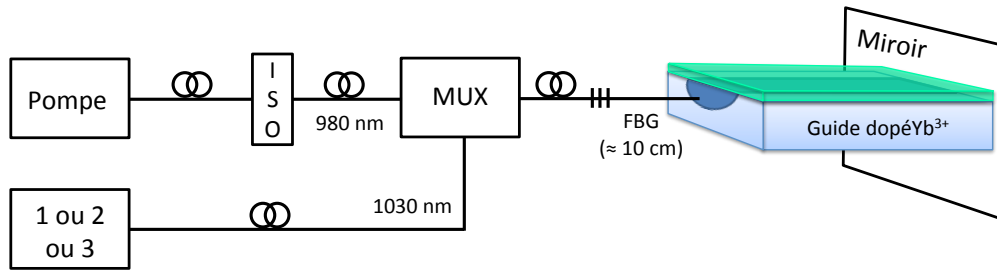 Pompe
I
S
O
980 nm
MUX
FBG
(≈ 10 cm)
Miroir
Guide dopéYb³⁺
1 ou 2
ou 3
1030 nm